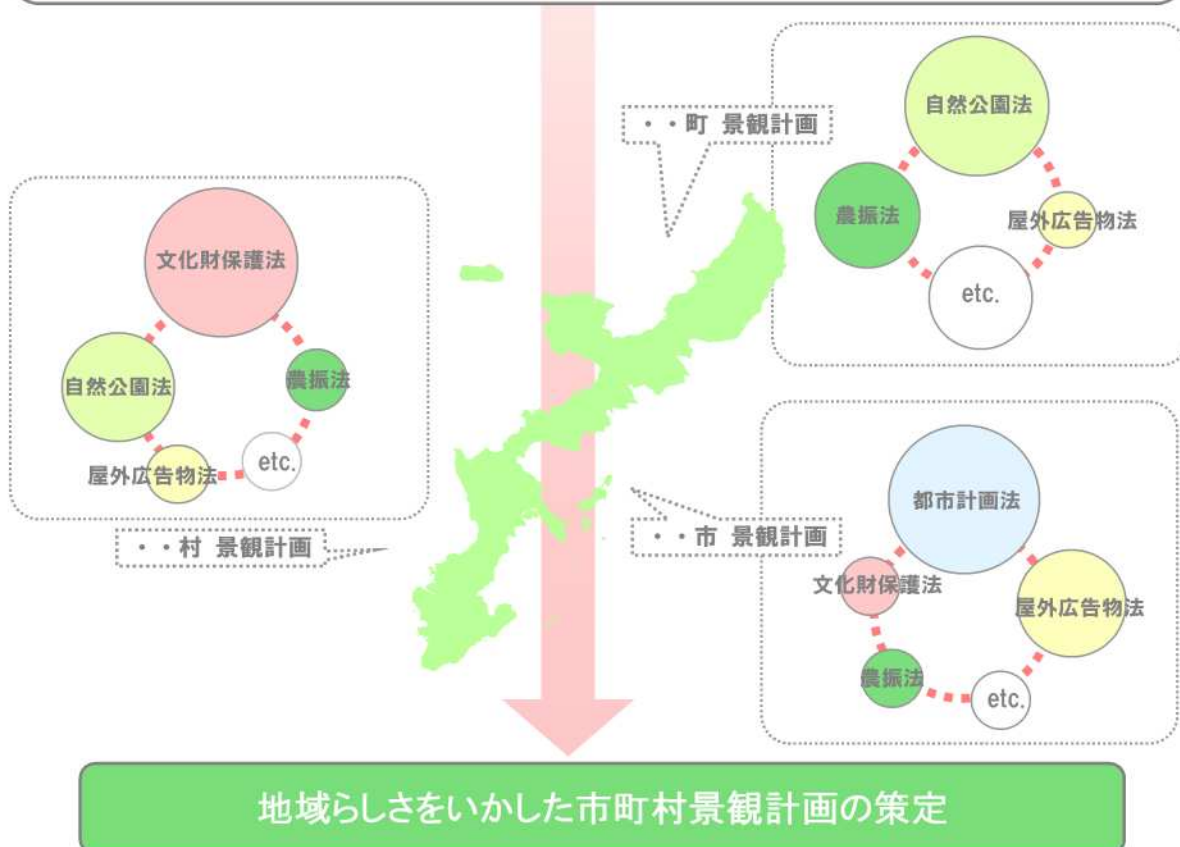 ・・町 景観計画
自然公園法
農振法
屋外広告物法
etc.
文化財保護法
自然公園法
農振法
屋外広告物法
etc.
・・村 景観計画
・・市 景観計画
都市計画法
文化財保護法
屋外広告物法
農振法
etc.
地域らしさをいかした市町村景観計画の策定